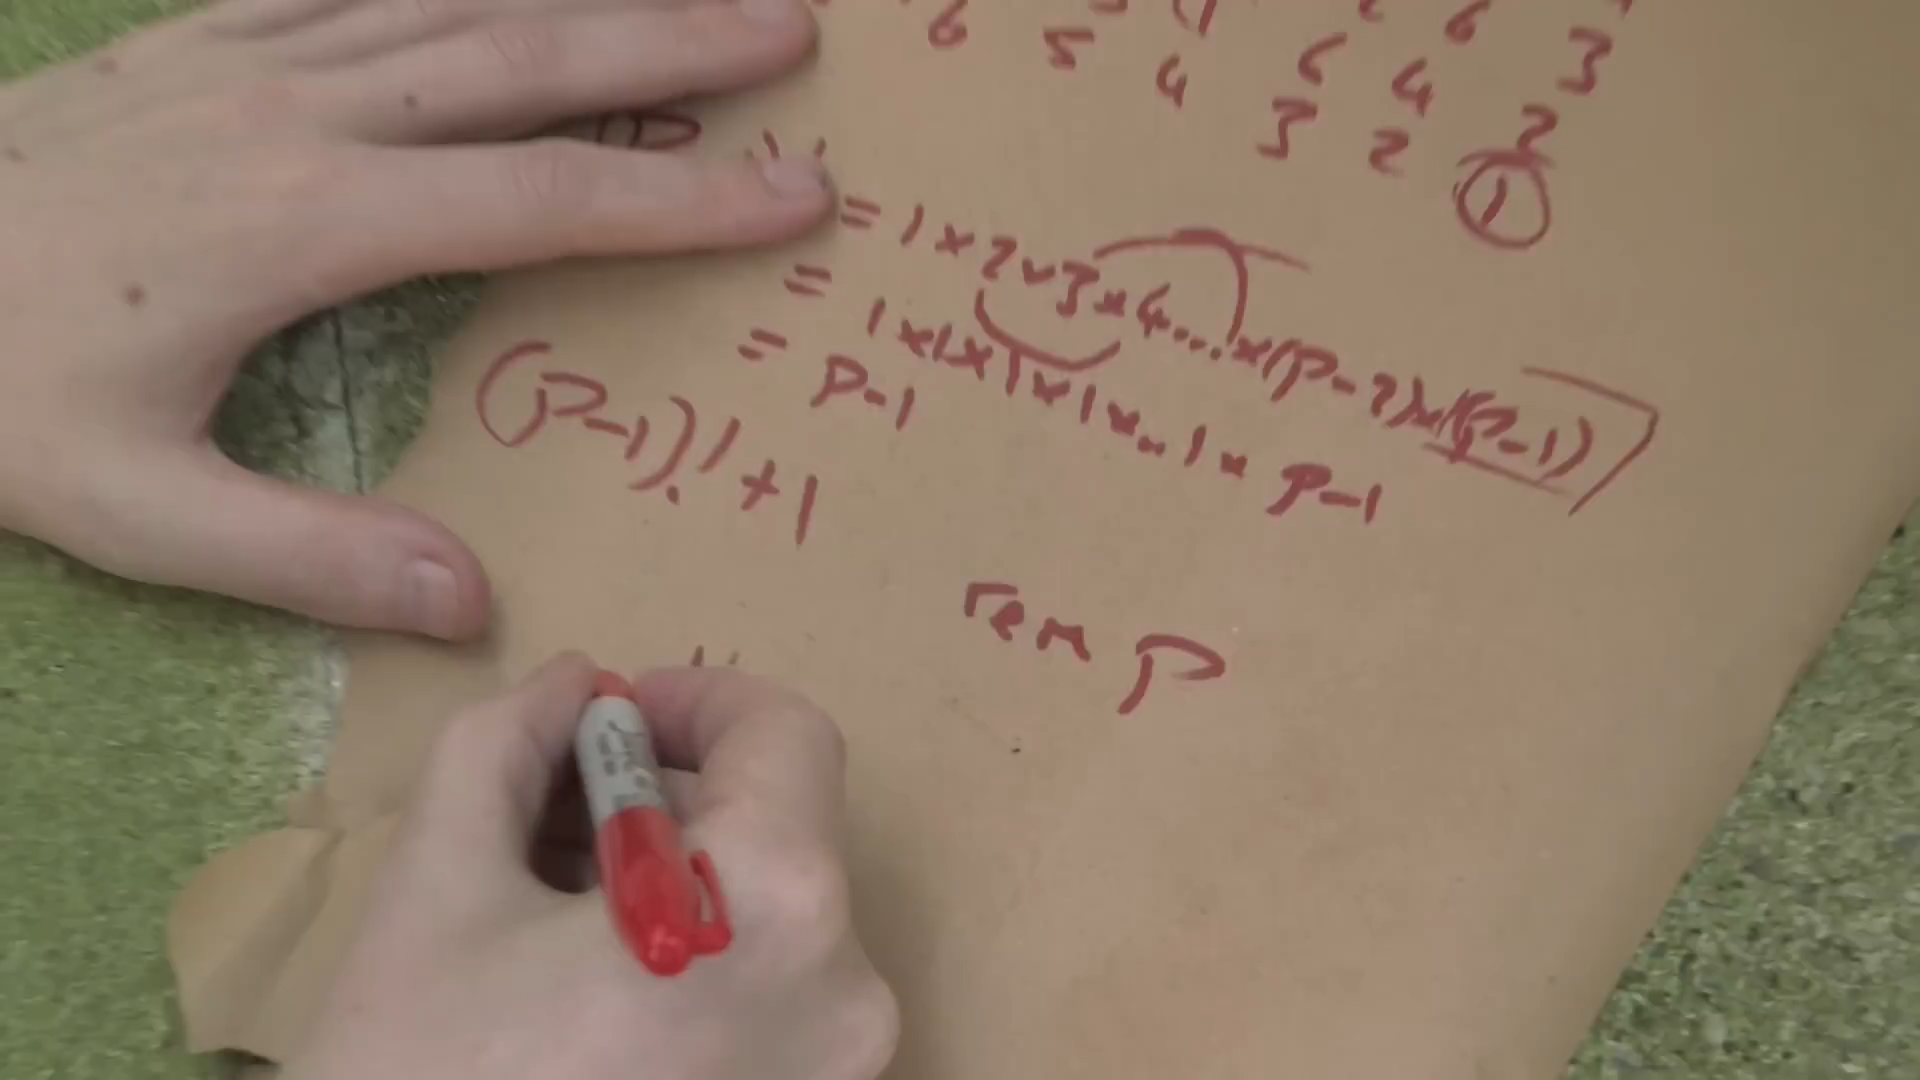 6 5 4 3 2 1
6 4 2
6 3
= 1 × 2 × 3 × 4 ... × (p-2) × (p-1)
= 1 × 1 × 1 × 1 × .. 1 × p-1
= p-1
(p-1)! + 1
rem p